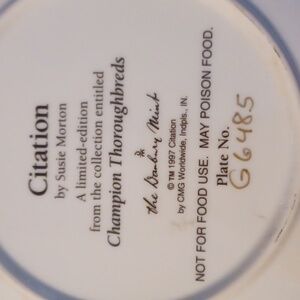 Citation
by Susie Morton
A limited-edition
from the collection entitled
Champion Thoroughbreds
the Danbury Mint
© TM 1997 Citation
by CMG Worldwide, Indpls., IN.
NOT FOR FOOD USE. MAY POISON FOOD.
Plate No.
G6485